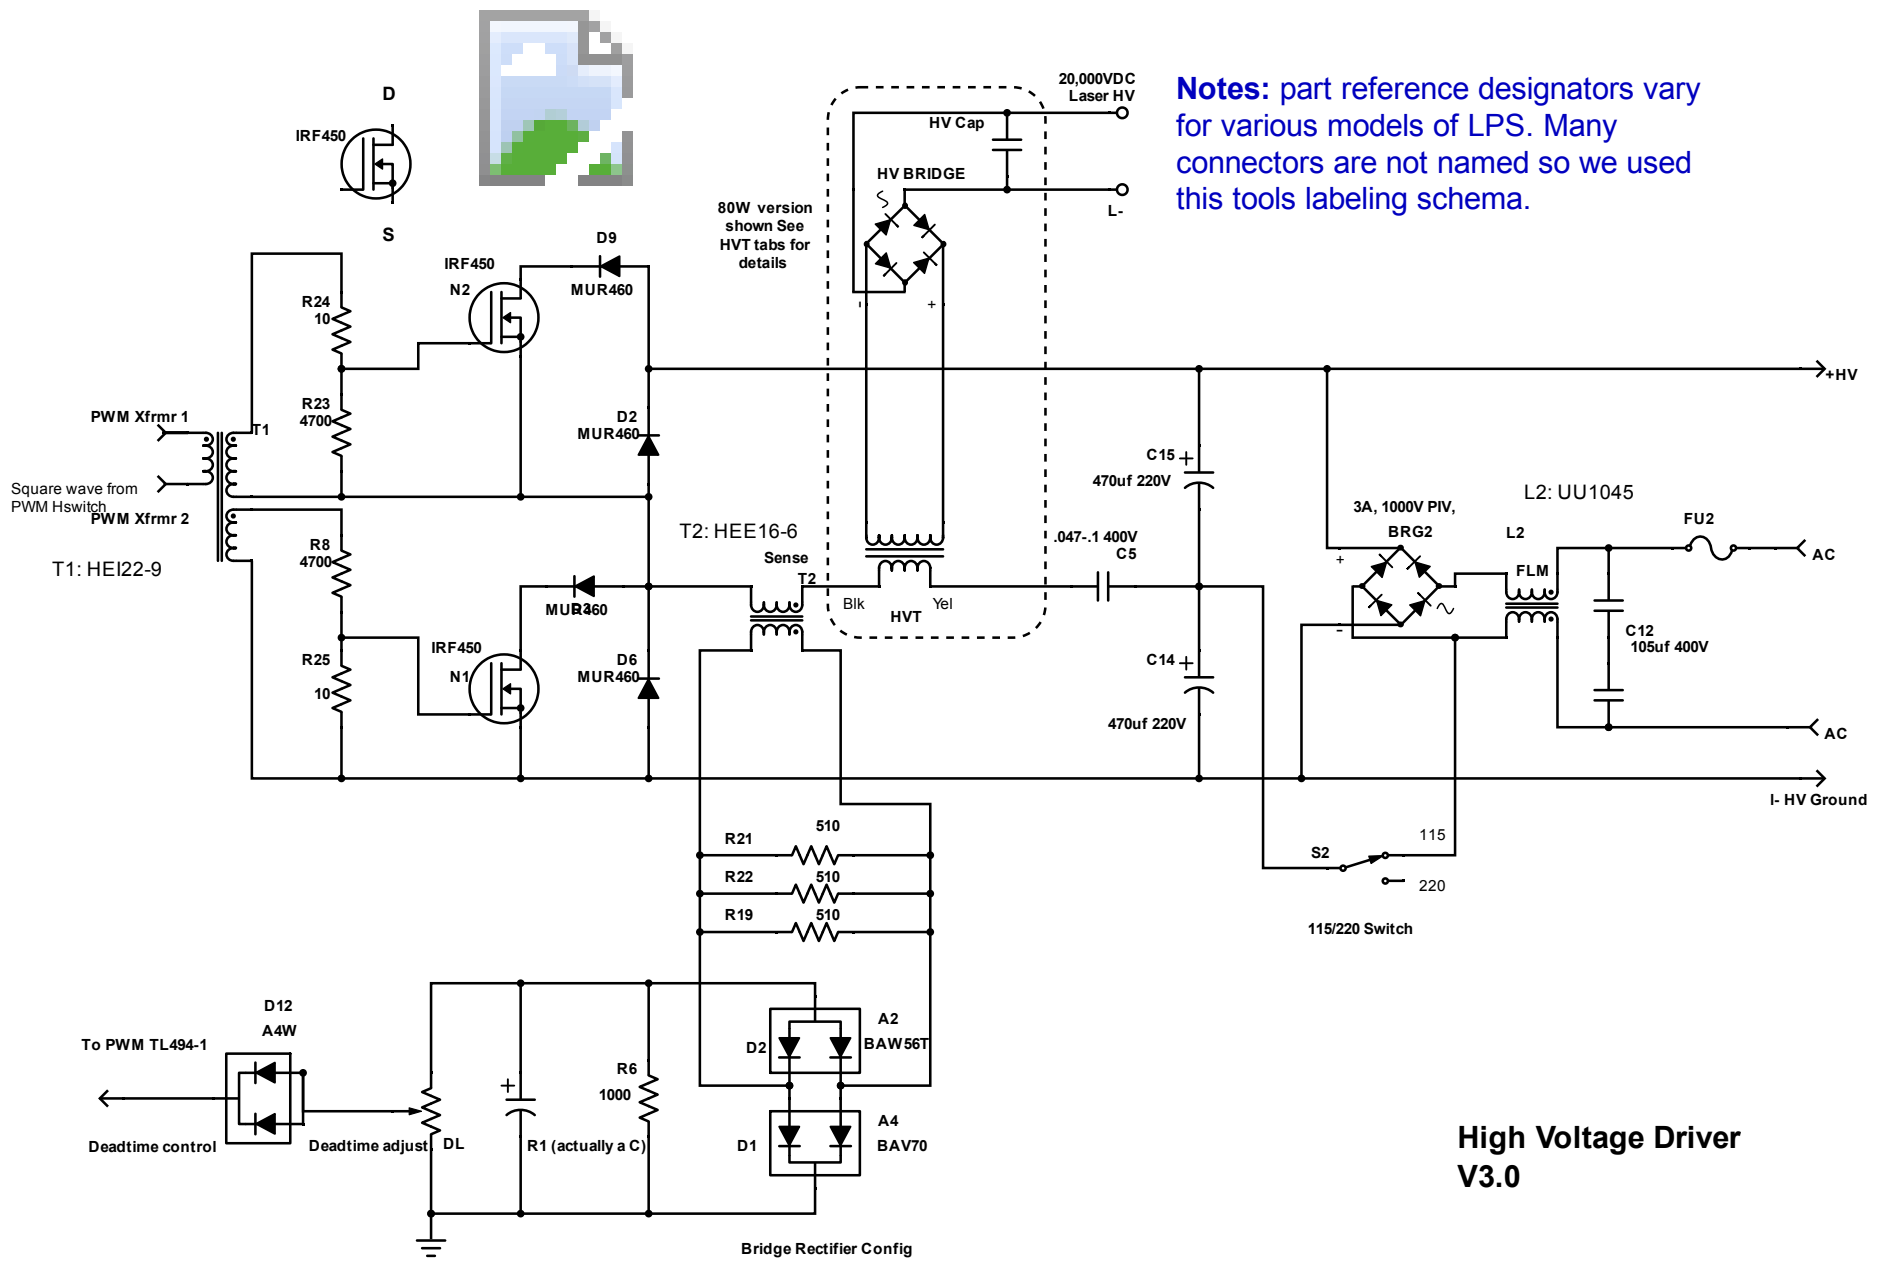 D
IRF450
S
20,000VDC
Laser HV
HV Cap
HV BRIDGE
L-
Notes: part reference designators vary
for various models of LPS. Many
connectors are not named so we used
this tools labeling schema.
80W version
shown See
HVT tabs for
details
- +
D9
MUR460
IRF450
N2
R24
10
R23
4700
PWM Xfrmr 1
T1
Square wave from
PWM Hswitch
PWM Xfrmr 2
T1: HEI22-9
R8
4700
R25
10
D2
MUR460
MUR460
IRF450
N1
D6
MUR460
T2: HEE16-6
Sense
T2
Blk
Yel
HVT
.047-.1 400V
C5
+HV
C15
+
470uf 220V
C14
+
470uf 220V
3A, 1000V PIV,
BRG2
+
-
L2: UU1045
L2
FLM
FU2
AC
C12
105uf 400V
AC
I- HV Ground
S2
115
220
115/220 Switch
R21
510
R22
510
R19
510
D12
A4W
To PWM TL494-1
Deadtime control
Deadtime adjust
DL
+
R1 (actually a C)
R6
1000
A2
D2
BAW56T
A4
D1
BAV70
Bridge Rectifier Config
High Voltage Driver
V3.0